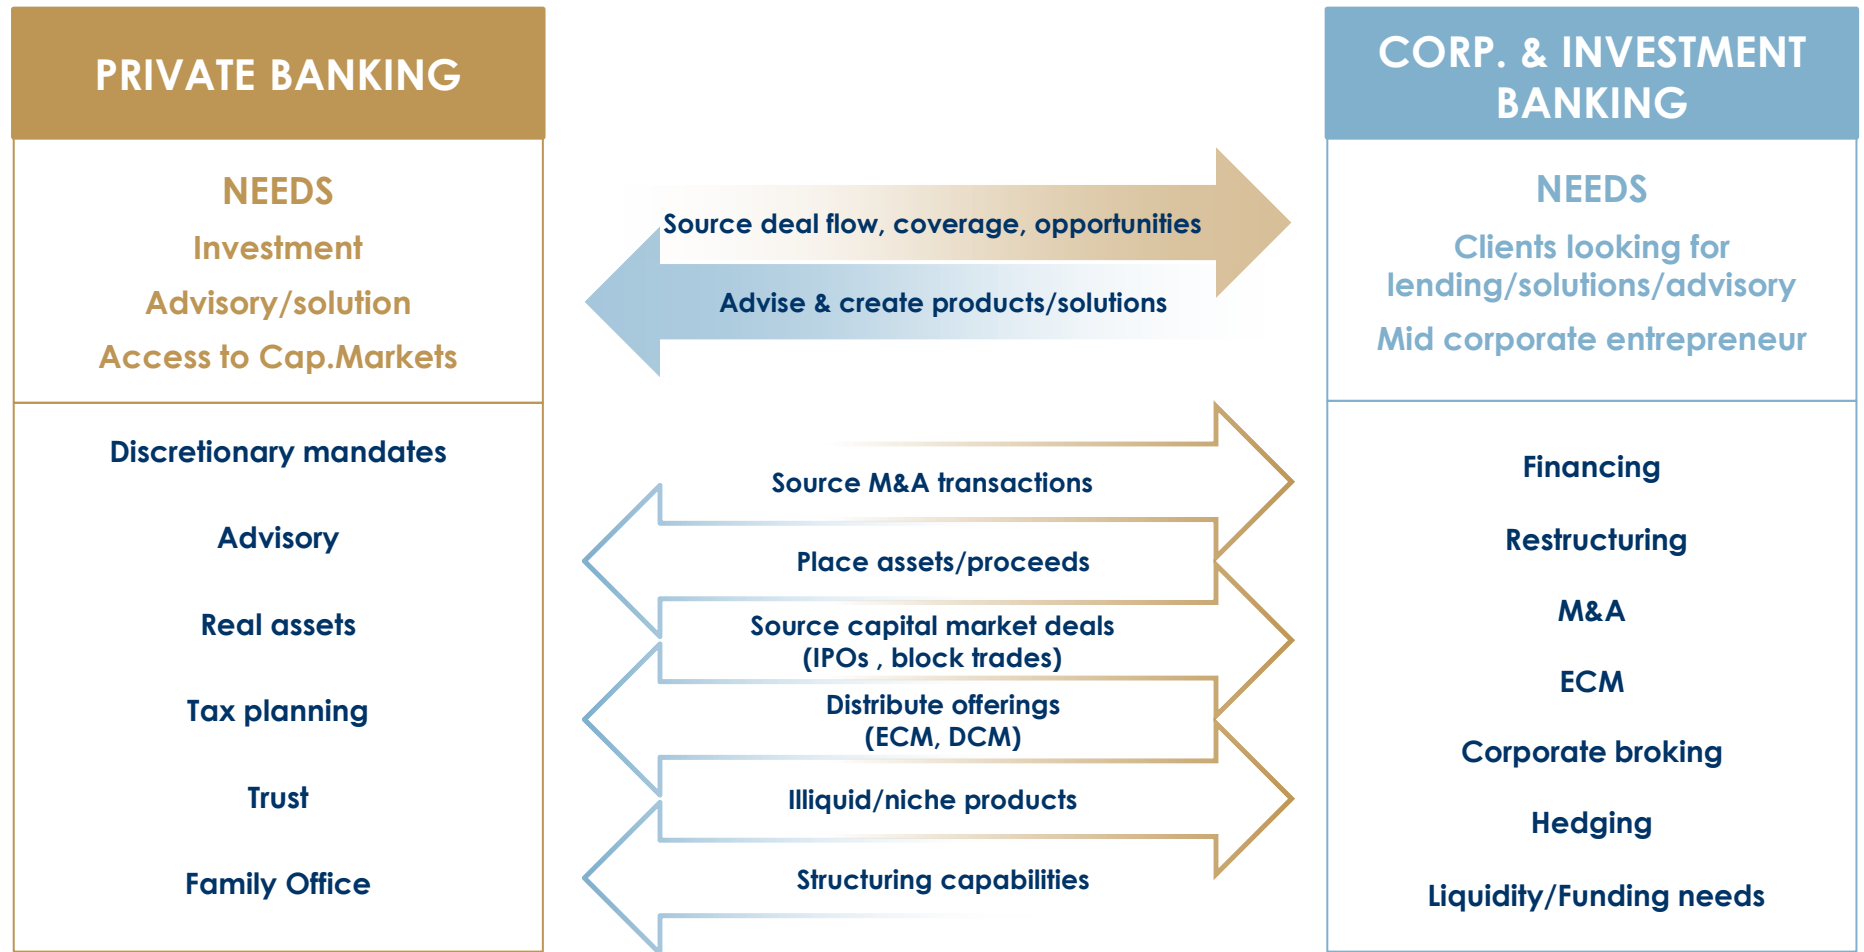 PRIVATE BANKING
NEEDS
Investment
Advisory/solution
Access to Cap.Markets
Discretionary mandates
Advisory
Real assets
Tax planning
Trust
Family Office
Source deal flow, coverage, opportunities
Advise & create products/solutions
Source M&A transactions
Place assets/proceeds
Source capital market deals
(IPOs , block trades)
Distribute offerings
(ECM, DCM)
Illiquid/niche products
Structuring capabilities
CORP. & INVESTMENT
BANKING
NEEDS
Clients looking for
lending/solutions/advisory
Mid corporate entrepreneur
Financing
Restructuring
M&A
ECM
Corporate broking
Hedging
Liquidity/Funding needs